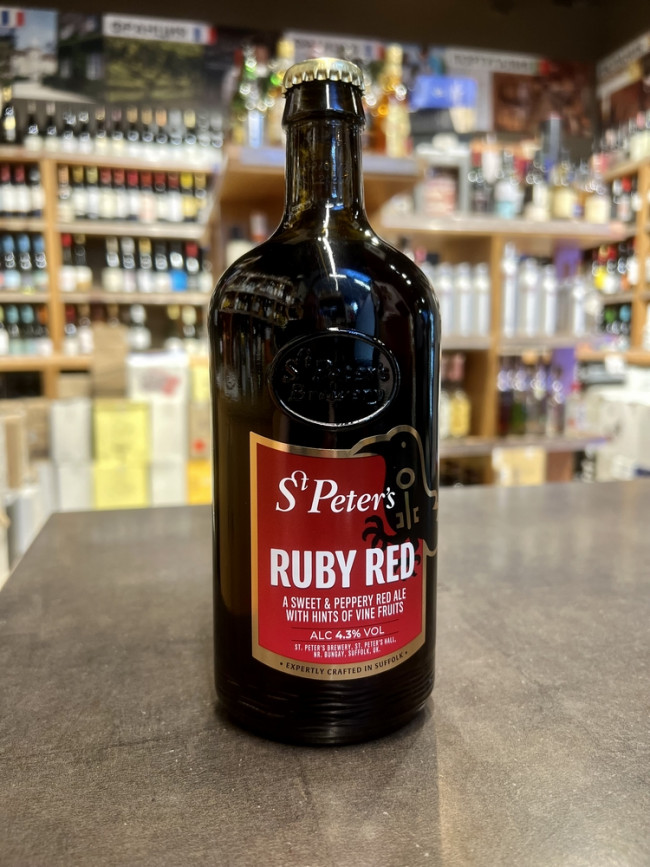 St Peter's
Brewery
St Peter's
RUBY RED
A SWEET & PEPPERY RED ALE
WITH HINTS OF VINE FRUITS
ALC 4.3% VOL
ST. PETER'S BREWERY, ST. PETER'S HALL,
NR. BUNGAY, SUFFOLK, UK.
• EXPERTLY CRAFTED IN SUFFOLK •